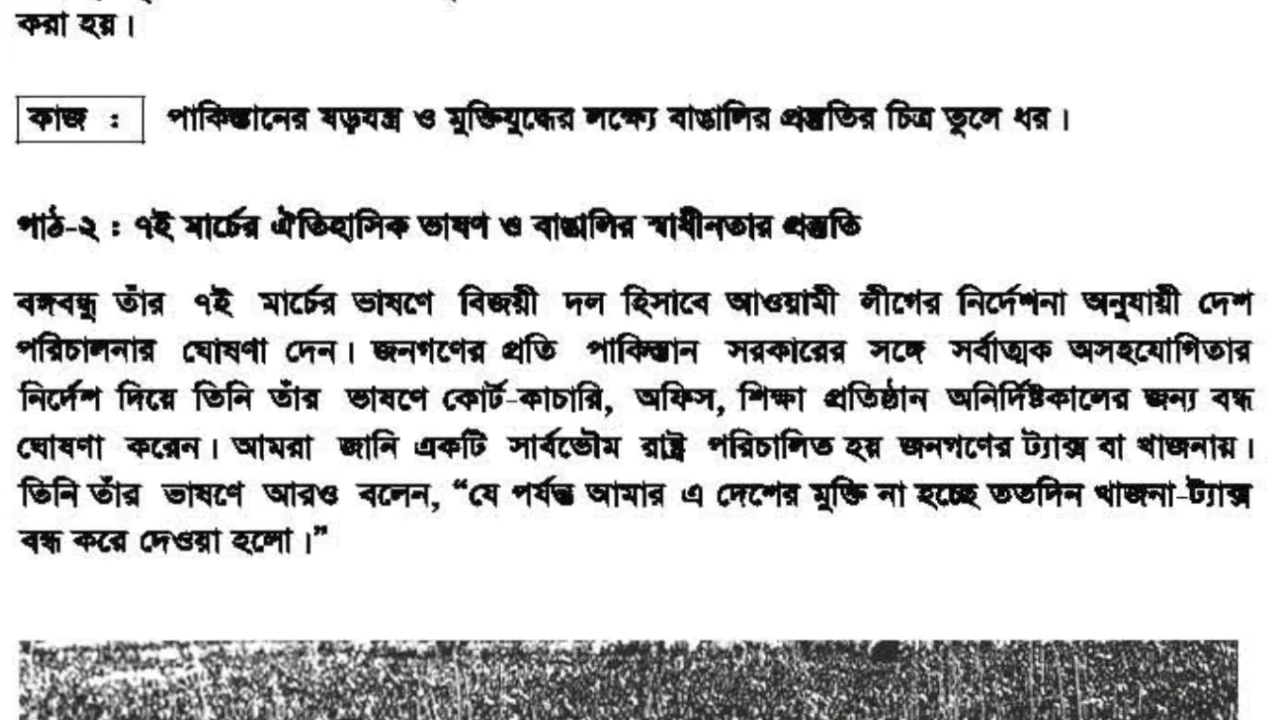 করা হয়।
কাজ : পাকিস্তানের ষড়যন্ত্র ও মুক্তিযুদ্ধের লক্ষ্যে বাঙালির প্রস্তুতির চিত্র তুলে ধর।
পাঠ-২ : ৭ই মার্চের ঐতিহাসিক ভাষণ ও বাঙালির স্বাধীনতার প্রস্তুতি
বঙ্গবন্ধু তাঁর ৭ই মার্চের ভাষণে বিজয়ী দল হিসাবে আওয়ামী লীগের নির্দেশনা অনুযায়ী দেশ
পরিচালনার ঘোষণা দেন। জনগণের প্রতি পাকিস্তান সরকারের সঙ্গে সর্বাত্মক অসহযোগিতার
নির্দেশ দিয়ে তিনি তাঁর ভাষণে কোর্ট-কাচারি, অফিস, শিক্ষা প্রতিষ্ঠান অনির্দিষ্টকালের জন্য বন্ধ
ঘোষণা করেন। আমরা জানি একটি সার্বভৌম রাষ্ট্র পরিচালিত হয় জনগণের ট্যাক্স বা খাজনায়।
তিনি তাঁর ভাষণে আরও বলেন, “যে পর্যন্ত আমার এ দেশের মুক্তি না হচ্ছে ততদিন খাজনা-ট্যাক্স
বন্ধ করে দেওয়া হলো।”